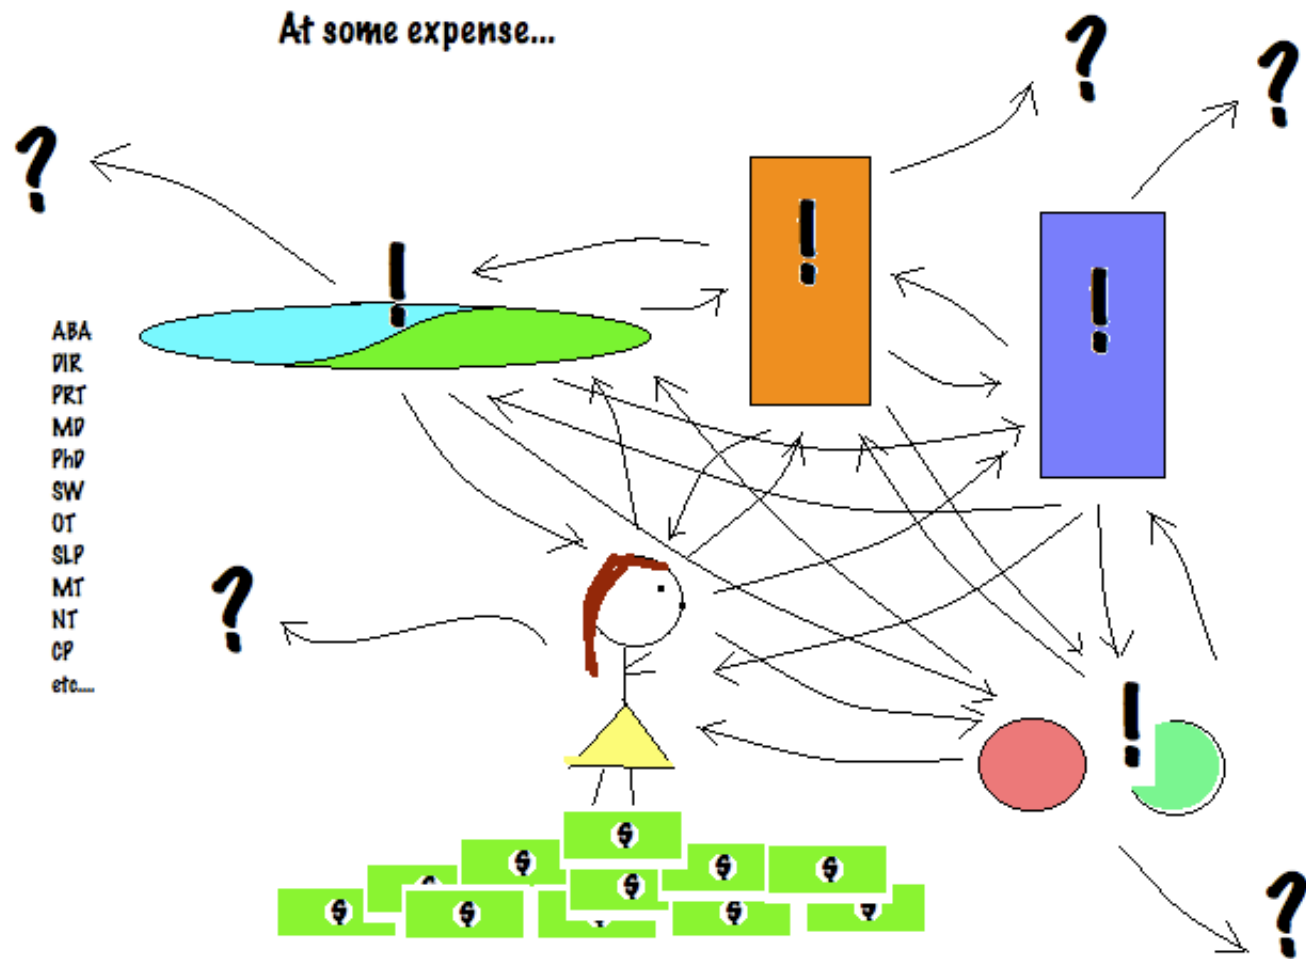 At some expense...
?
?
?
!
!
!
ABA
DIR
PRT
MD
PhD
SW
OT
SLP
MT
NT
CP
etc....
?
!
$
$
$
$
$
$
$
$
$
?